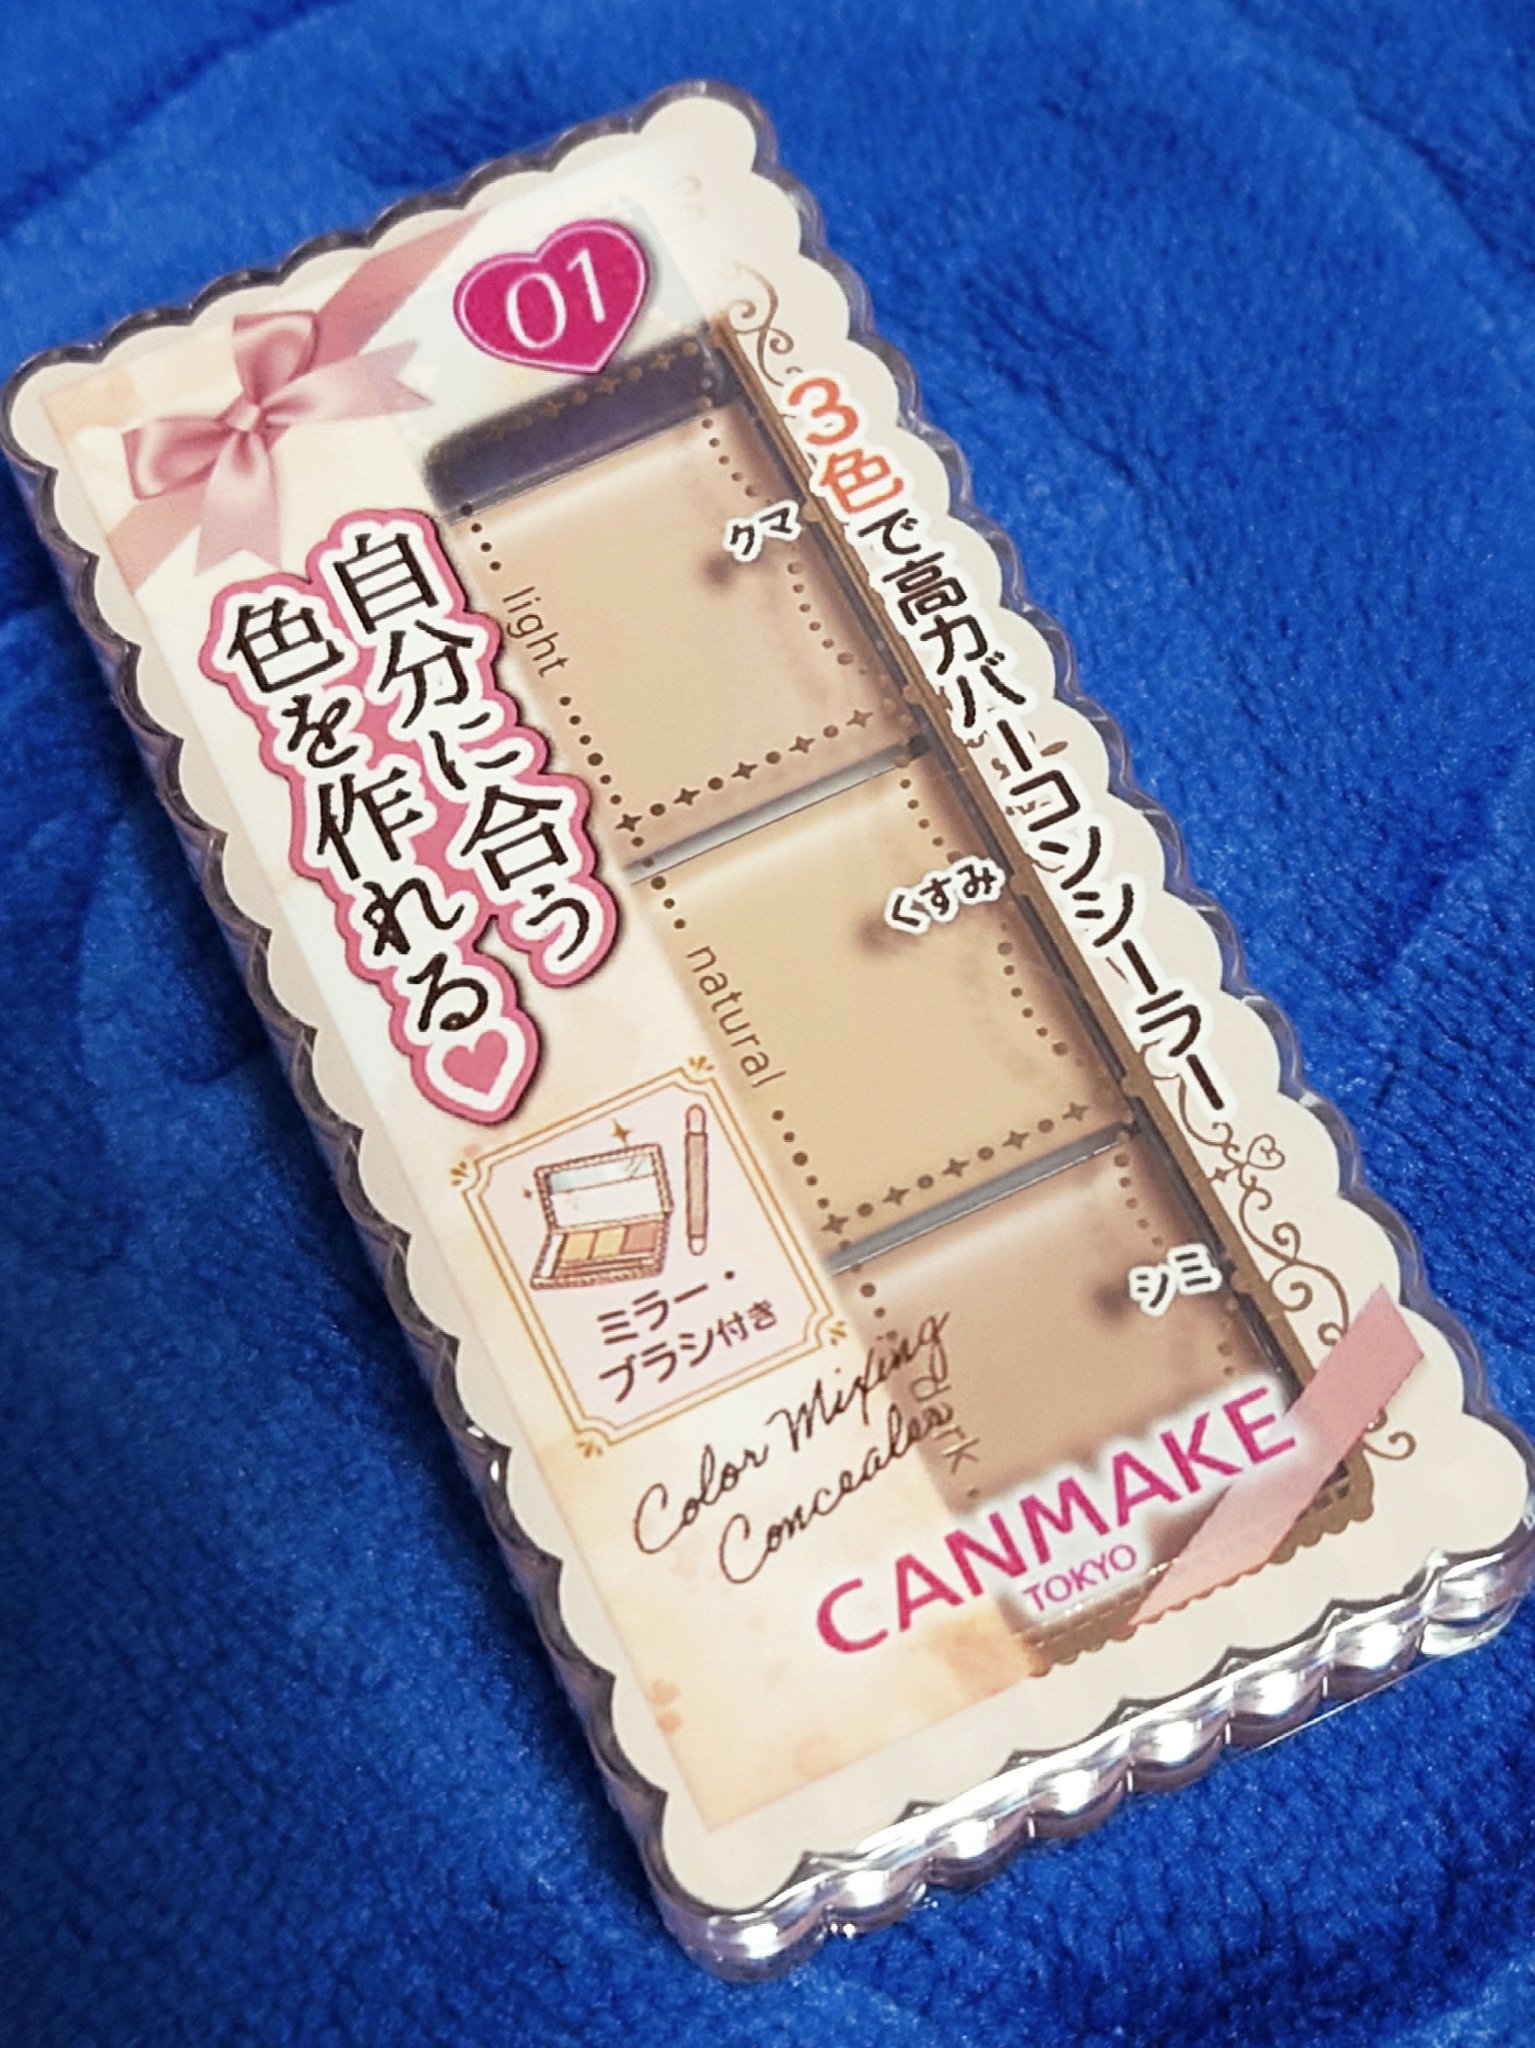 01
3色で高カバーコンシーラー
自分に合う
色を作れる
クマ
light
くすみ
natural
シミ
dark
ミラー・
ブラシ付き
Color Mixing
Concealer
CANMAKE
TOKYO